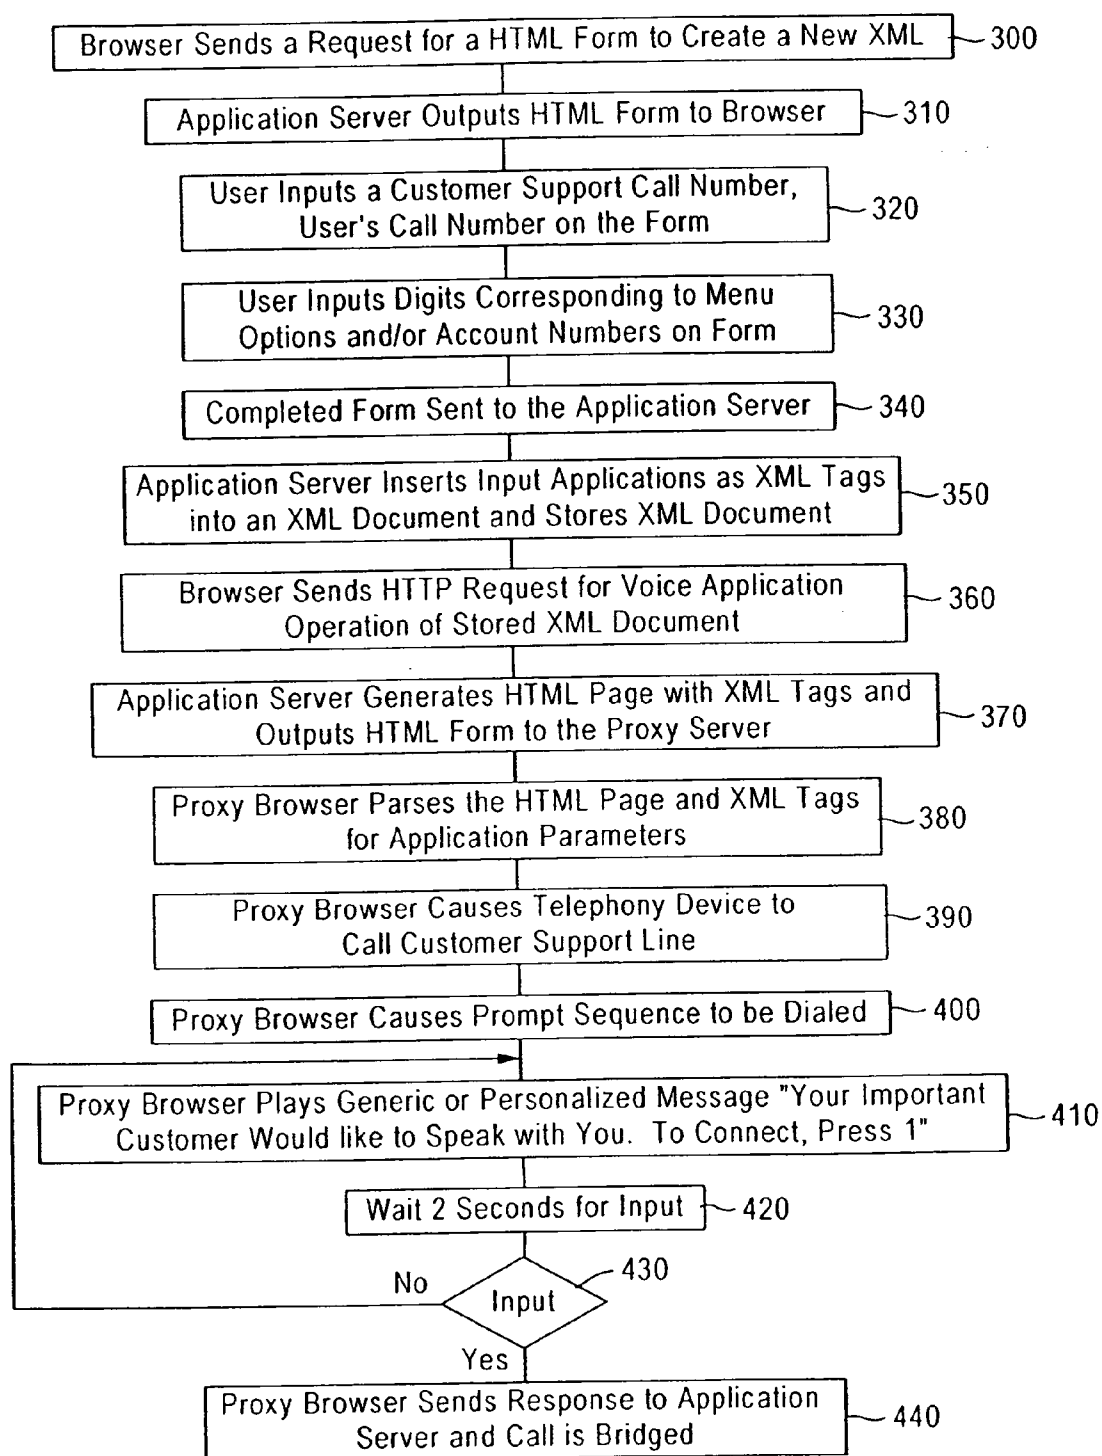 Browser Sends a Request for a HTML Form to Create a New XML 300
Application Server Outputs HTML Form to Browser 310
User Inputs a Customer Support Call Number,
User's Call Number on the Form 320
User Inputs Digits Corresponding to Menu
Options and/or Account Numbers on Form 330
Completed Form Sent to the Application Server 340
Application Server Inserts Input Applications as XML Tags
into an XML Document and Stores XML Document 350
Browser Sends HTTP Request for Voice Application
Operation of Stored XML Document 360
Application Server Generates HTML Page with XML Tags and
Outputs HTML Form to the Proxy Server 370
Proxy Browser Parses the HTML Page and XML Tags
for Application Parameters 380
Proxy Browser Causes Telephony Device to
Call Customer Support Line 390
Proxy Browser Causes Prompt Sequence to be Dialed 400
Proxy Browser Plays Generic or Personalized Message "Your Important
Customer Would like to Speak with You. To Connect, Press 1" 410
Wait 2 Seconds for Input 420
No Input 430
Yes
Proxy Browser Sends Response to Application
Server and Call is Bridged 440